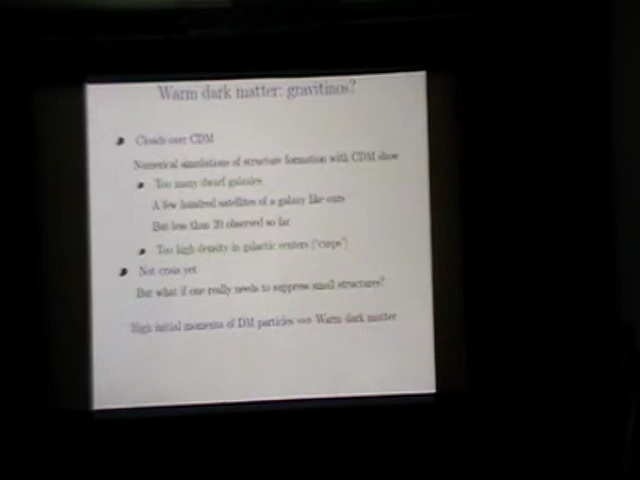 Warm dark matter: gravitinos?
Clouds over CDM
Numerical simulations of structure formation with CDM show
Too many dwarf galaxies
A few hundred satellites of a galaxy like ours
But less than 20 observed so far
Too high density in galactic centers ("cusps")
Not crisis yet
But what if one really needs to suppress small structures?
High initial momenta of DM particles ⟹ Warm dark matter